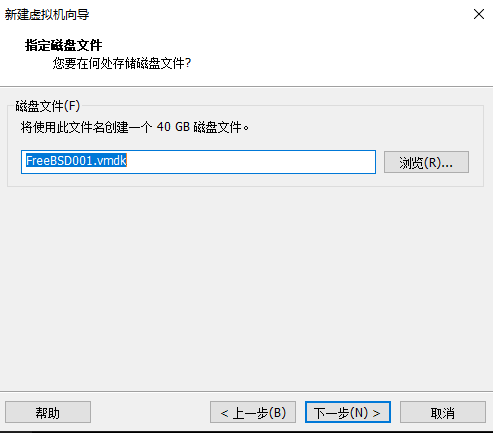 新建虚拟机向导
指定磁盘文件
您要在何处存储磁盘文件?
磁盘文件(F)
将使用此文件名创建一个 40 GB 磁盘文件。
FreeBSD001.vmdk
浏览(R)...
帮助
< 上一步(B)
下一步(N) >
取消